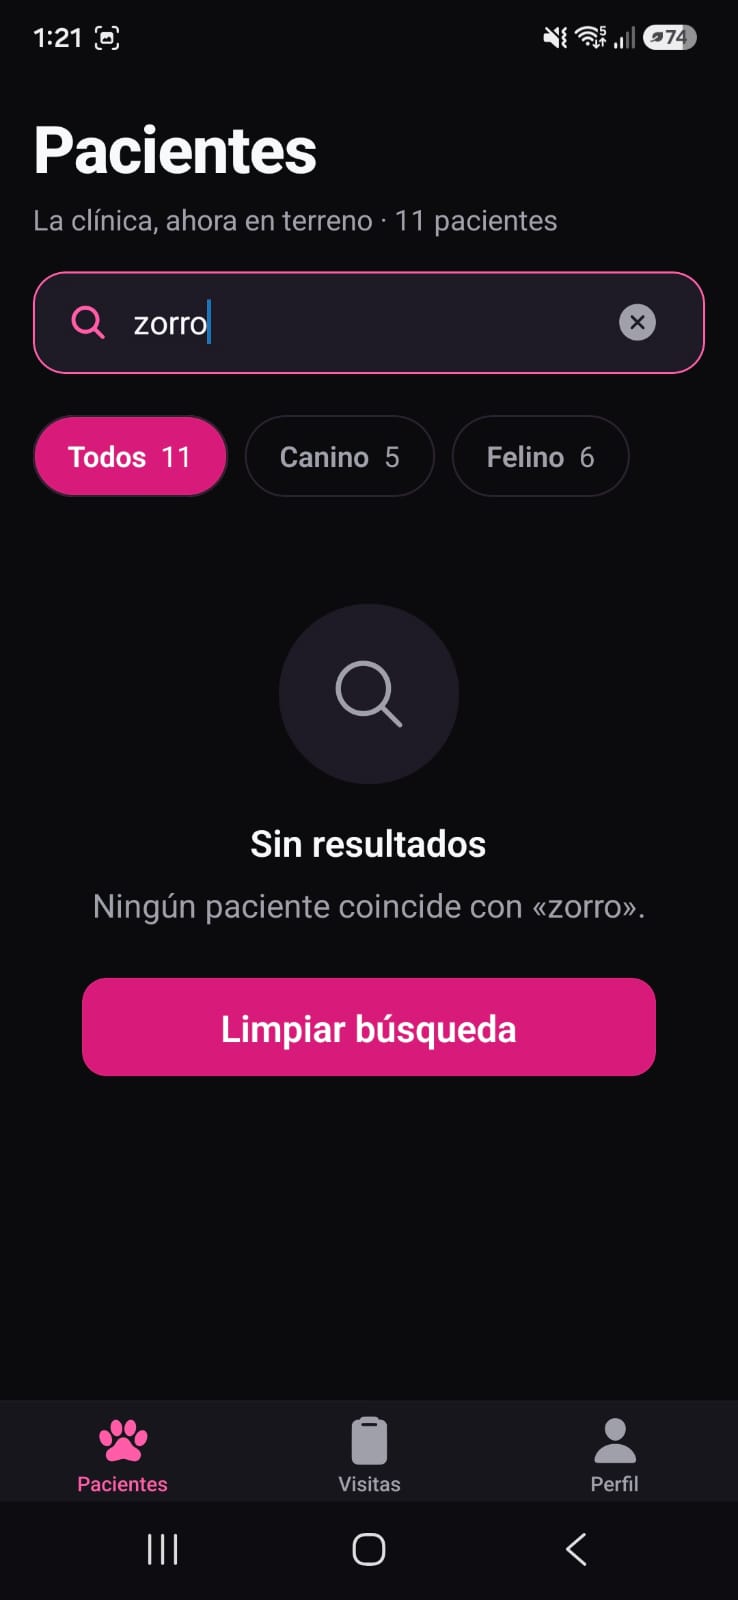 1:21
5
74
Pacientes
La clínica, ahora en terreno · 11 pacientes
zorro
Todos 11 Canino 5 Felino 6
Sin resultados
Ningún paciente coincide con «zorro».
Limpiar búsqueda
Pacientes Visitas Perfil